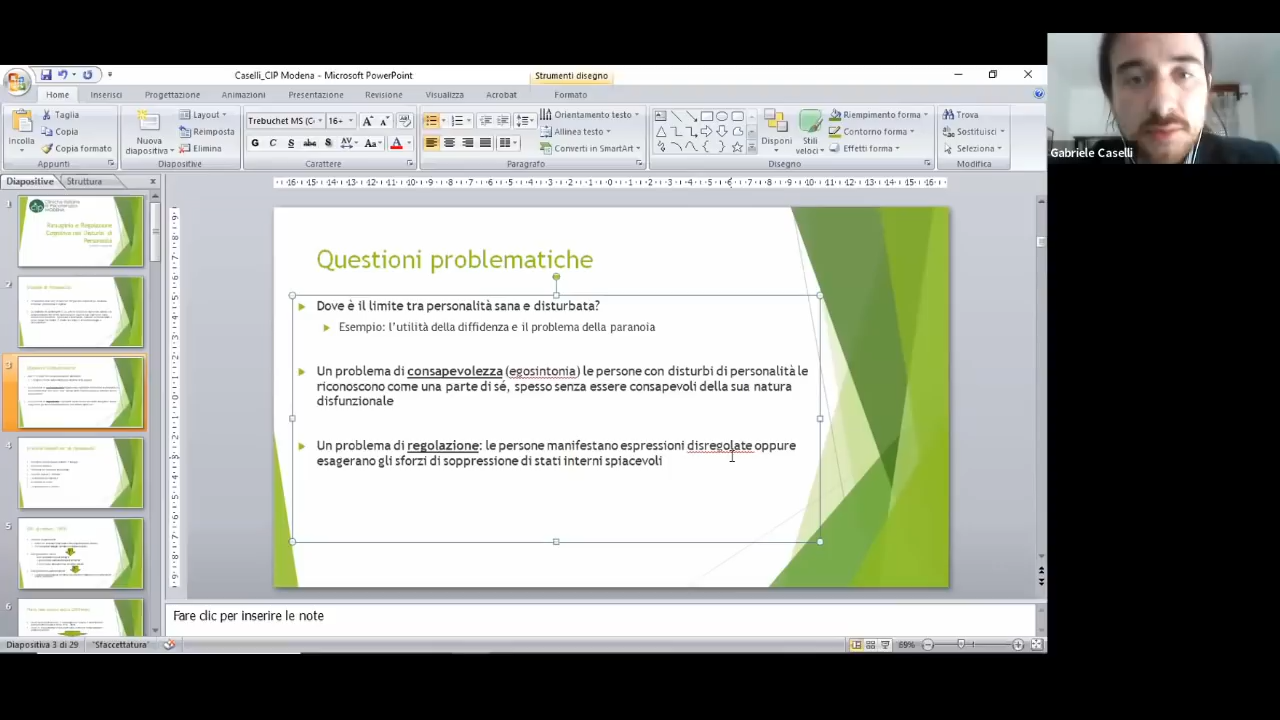 Caselli_CIP Modena - Microsoft PowerPoint
Strumenti disegno
Home Inserisci Progettazione Animazioni Presentazione Revisione Visualizza Acrobat Formato
Incolla
Taglia
Copia
Copia formato
Appunti
Nuova diapositiva
Layout
Reimposta
Elimina
Diapositive
Trebuchet MS (C 16
Carattere
Orientamento testo
Allinea testo
Converti in SmartArt
Paragrafo
Disponi
Stili veloci
Riempimento forma
Contorno forma
Effetti forma
Disegno
Trova
Sostituisci
Seleziona
Modifica
Gabriele Caselli
Diapositive Struttura
1
2
3
4
5
6
Questioni problematiche
Dove è il limite tra personalità sana e disturbata?
Esempio: l'utilità della diffidenza e il problema della paranoia
Un problema di consapevolezza (egosintonia) le persone con disturbi di personalità le
riconoscono come una parte di sé, spesso senza essere consapevoli della sua natura
disfunzionale
Un problema di regolazione: le persone manifestano espressioni oppure
esagerano gli sforzi di soppressione di stati interni spiacevoli
Fare clic per inserire le note
Diapositiva 3 di 29 "Sfaccettatura" 69%